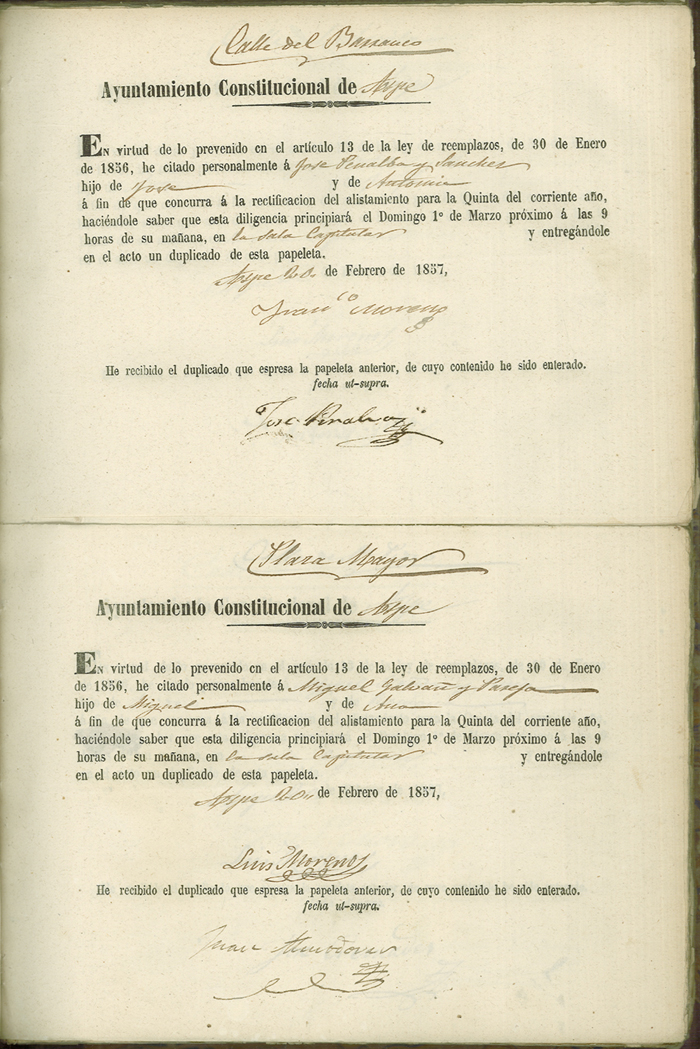 Calle del Barranco
Ayuntamiento Constitucional de Aspe
EN virtud de lo prevenido en el artículo 13 de la ley de reemplazos, de 30 de Enero
de 1856, he citado personalmente á Jose Penalba y Sanchez
hijo de Jose y de Antonia
á fin de que concurra á la rectificacion del alistamiento para la Quinta del corriente año,
haciéndole saber que esta diligencia principiará el Domingo 1º de Marzo próximo á las 9
horas de su mañana, en la sala Capitular y entregándole
en el acto un duplicado de esta papeleta.
Aspe 20 de Febrero de 1857,
Franco Moreno
He recibido el duplicado que espresa la papeleta anterior, de cuyo contenido he sido enterado.
fecha ut-supra.
Jose Penalva
Plaza Mayor
Ayuntamiento Constitucional de Aspe
EN virtud de lo prevenido en el artículo 13 de la ley de reemplazos, de 30 de Enero
de 1856, he citado personalmente á Miguel Galvañ y Pareja
hijo de Miguel y de Ana
á fin de que concurra á la rectificacion del alistamiento para la Quinta del corriente año,
haciéndole saber que esta diligencia principiará el Domingo 1º de Marzo próximo á las 9
horas de su mañana, en la sala Capitular y entregándole
en el acto un duplicado de esta papeleta.
Aspe 20 de Febrero de 1857,
Luis Moreno
He recibido el duplicado que espresa la papeleta anterior, de cuyo contenido he sido enterado.
fecha ut-supra.
Juan Almodovar